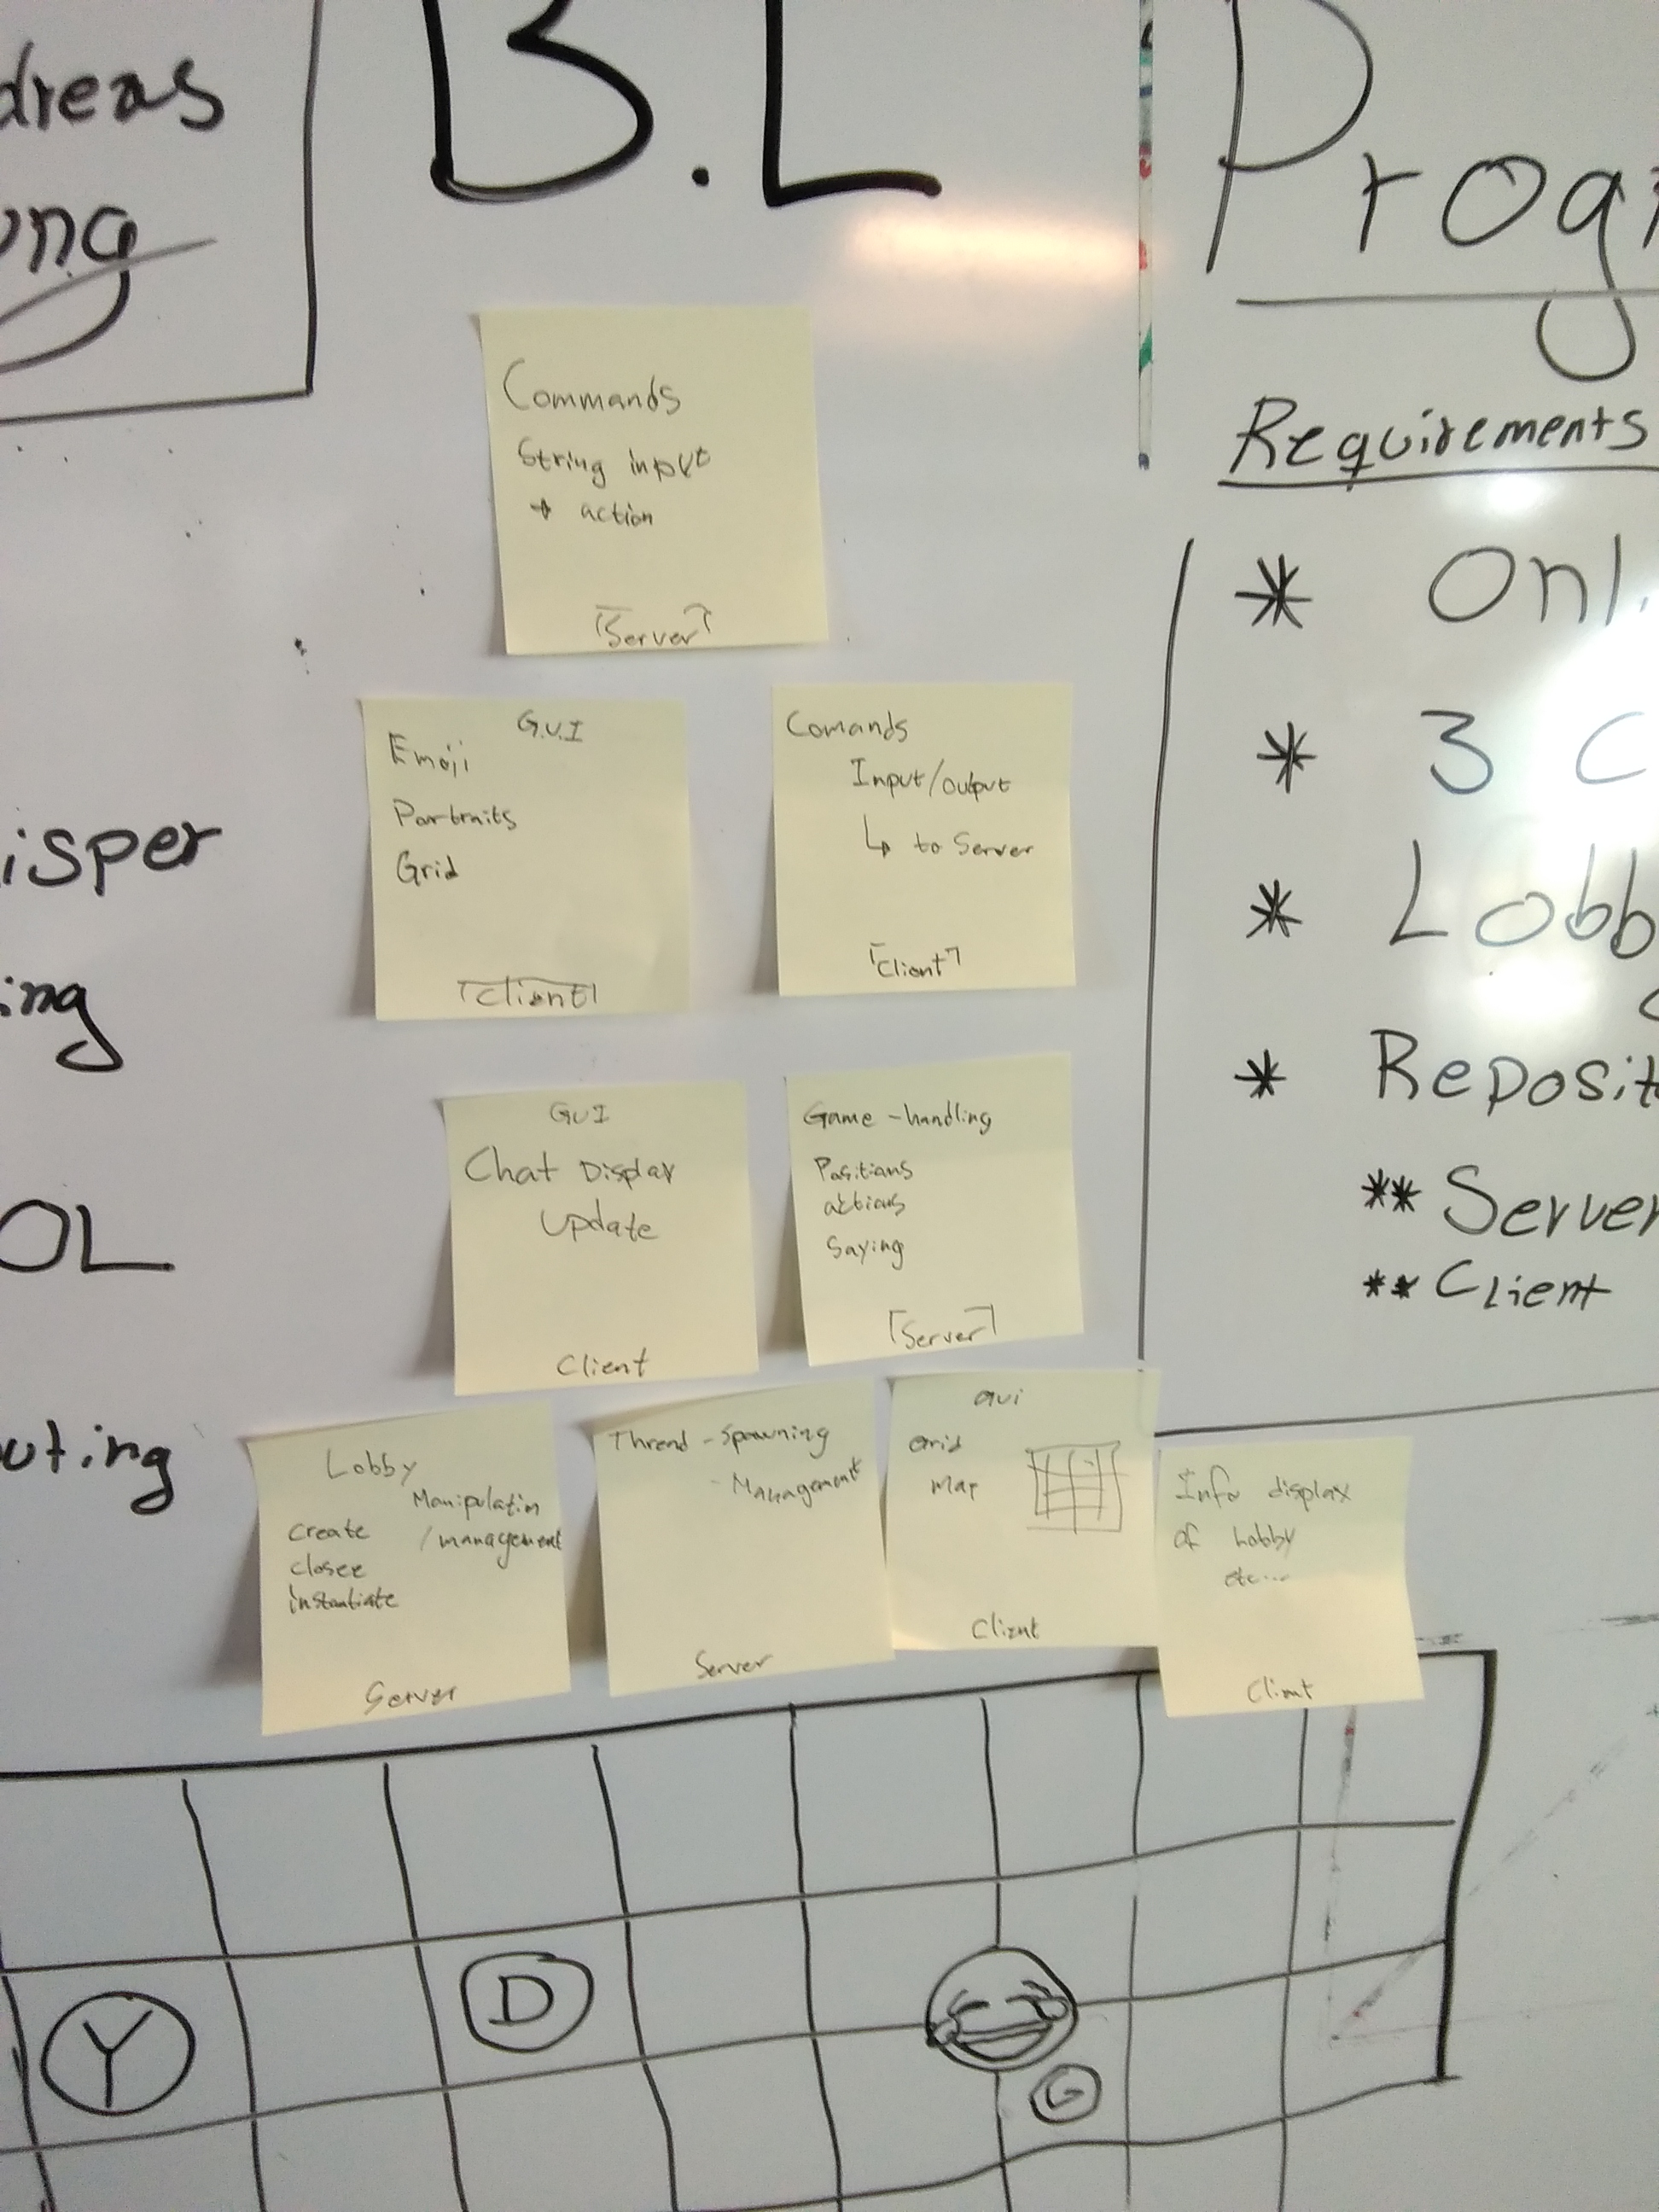 dreas
ong
B.L
Prog
Requirements
* Onl
* 3 C
* Lobb
* Reposit
** Server
** Client
isper
ing
OL
uting
Commands
String input
→ action
Server
G.U.I
Emoji
Portraits
Grid
Client
Comands
Input/output
↳ to Server
Client
GUI
Chat Display
Update
Client
Game-handling
Positions
actions
Saying
Server
Lobby
Manipulation
/management
create
closee
instantiate
Server
Thread-Spawning
-Management
Server
GUI
Grid
Map
Client
Info display
of Lobby
etc...
Client
Y
D
G